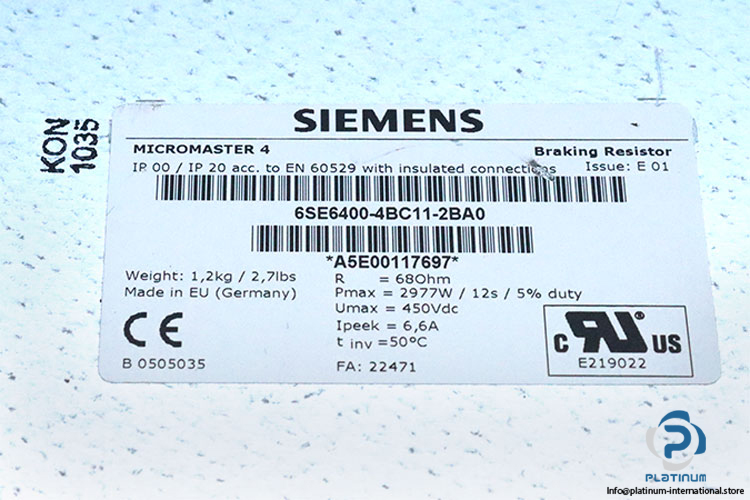 KON
1035
SIEMENS
MICROMASTER 4 Braking Resistor
IP 00 / IP 20 acc. to EN 60529 with insulated connections Issue: E 01
6SE6400-4BC11-2BA0
*A5E00117697*
Weight: 1,2kg / 2,7lbs
Made in EU (Germany)
R = 68Ohm
Pmax = 2977W / 12s / 5% duty
Umax = 450Vdc
Ipeek = 6,6A
t inv =50°C
CE
B 0505035
FA: 22471
c RU US
E219022
PLATINUM
Info@platinum-international.store